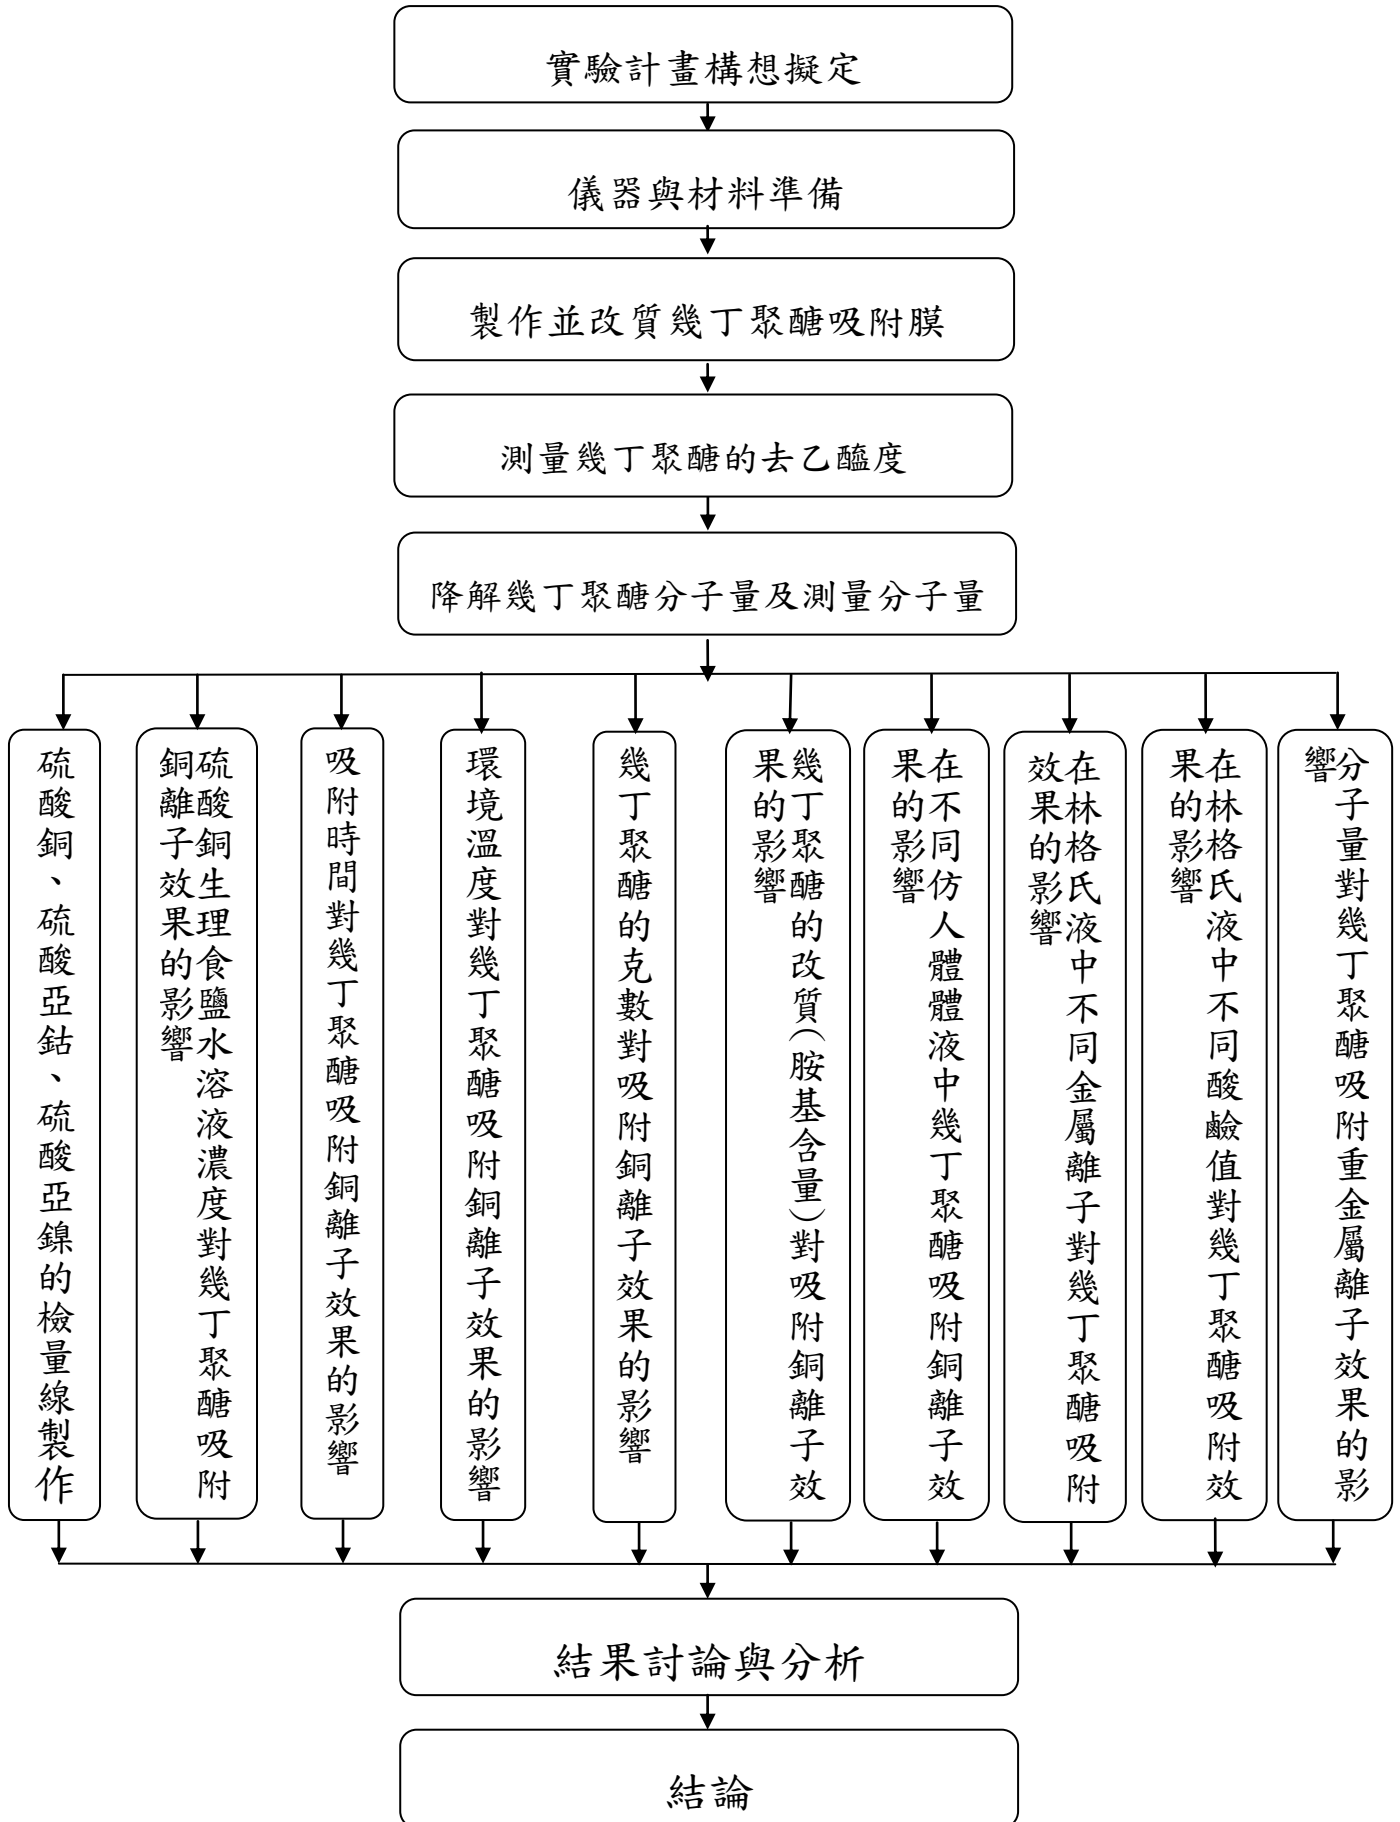 實驗計畫構想擬定
儀器與材料準備
製作並改質幾丁聚醣吸附膜
測量幾丁聚醣的去乙醯度
降解幾丁聚醣分子量及測量分子量
硫酸銅、硫酸亞鈷、硫酸亞鎳的檢量線製作
硫酸銅生理食鹽水溶液濃度對幾丁聚醣吸附
銅離子效果的影響
吸附時間對幾丁聚醣吸附銅離子效果的影響
環境溫度對幾丁聚醣吸附銅離子效果的影響
幾丁聚醣的克數對吸附銅離子效果的影響
幾丁聚醣的改質(胺基含量)對吸附銅離子效
果的影響
在不同仿人體體液中幾丁聚醣吸附銅離子效
果的影響
在林格氏液中不同金屬離子對幾丁聚醣吸附
效果的影響
在林格氏液中不同酸鹼值對幾丁聚醣吸附效
果的影響
分子量對幾丁聚醣吸附重金屬離子效果的影
響
結果討論與分析
結論